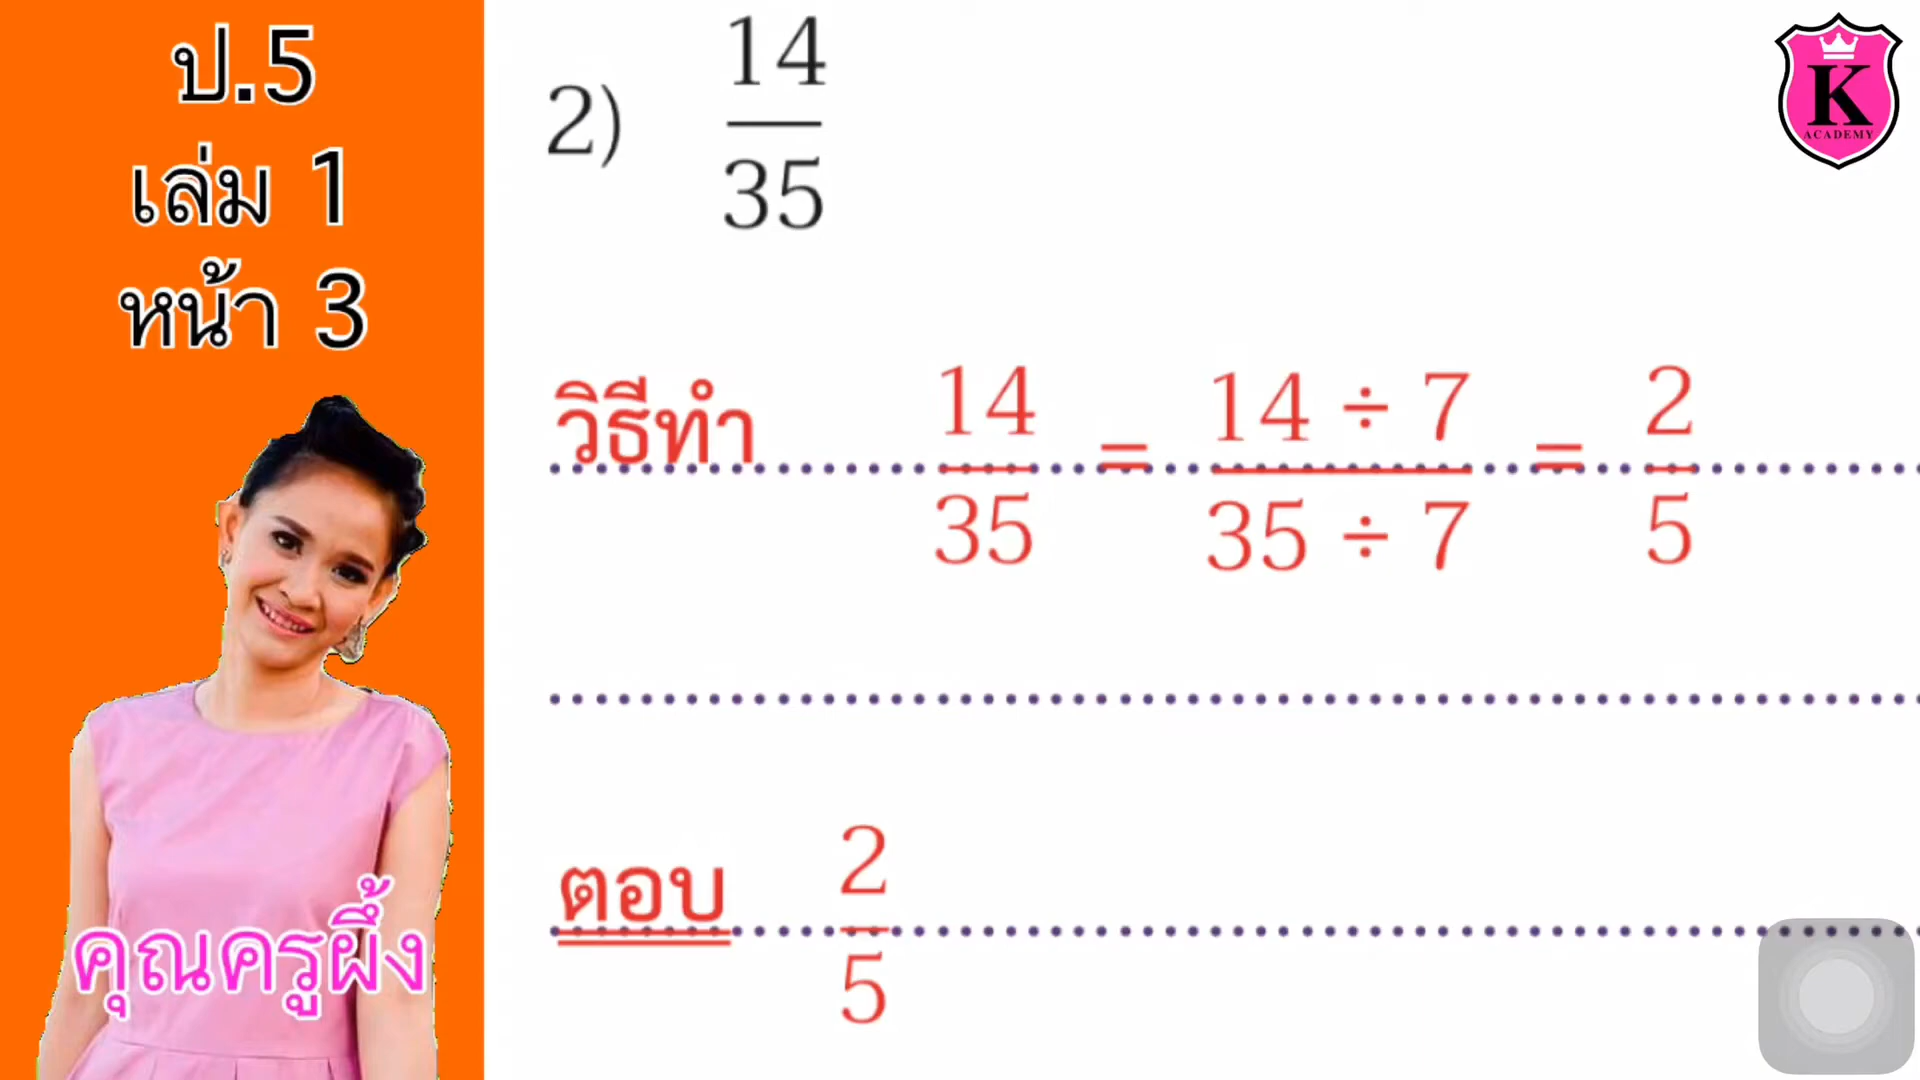 ป.5
เล่ม 1
หน้า 3
คุณครูผึ้ง
K
ACADEMY
2) 14/35
วิธีทำ 14/35 = 14 ÷ 7/35 ÷ 7 = 2/5
ตอบ 2/5